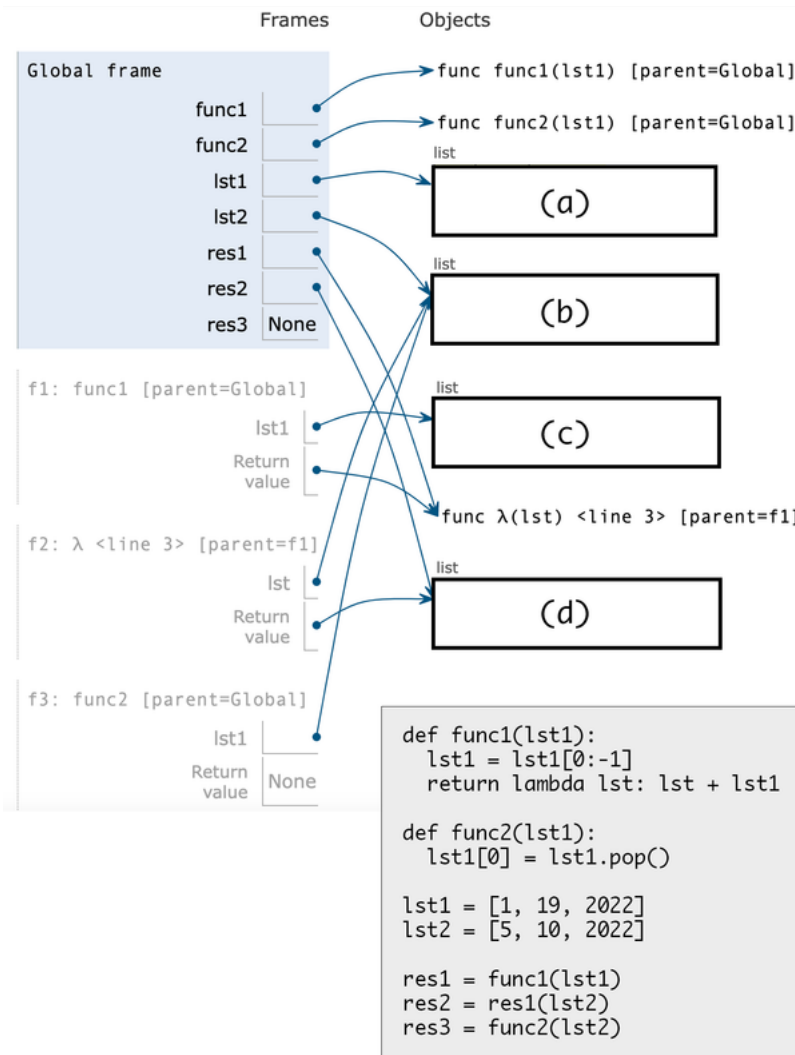 Frames Objects
Global frame
func func1(lst1) [parent=Global]
func1
func func2(lst1) [parent=Global]
func2
list
lst1
(a)
lst2
res1
list
res2
(b)
res3 None
f1: func1 [parent=Global]
list
lst1
(c)
Return
value
func λ(lst) <line 3> [parent=f1]
f2: λ <line 3> [parent=f1]
list
lst
(d)
Return
value
f3: func2 [parent=Global]
lst1
Return
value None
def func1(lst1):
  lst1 = lst1[0:-1]
  return lambda lst: lst + lst1
def func2(lst1):
  lst1[0] = lst1.pop()
lst1 = [1, 19, 2022]
lst2 = [5, 10, 2022]
res1 = func1(lst1)
res2 = res1(lst2)
res3 = func2(lst2)